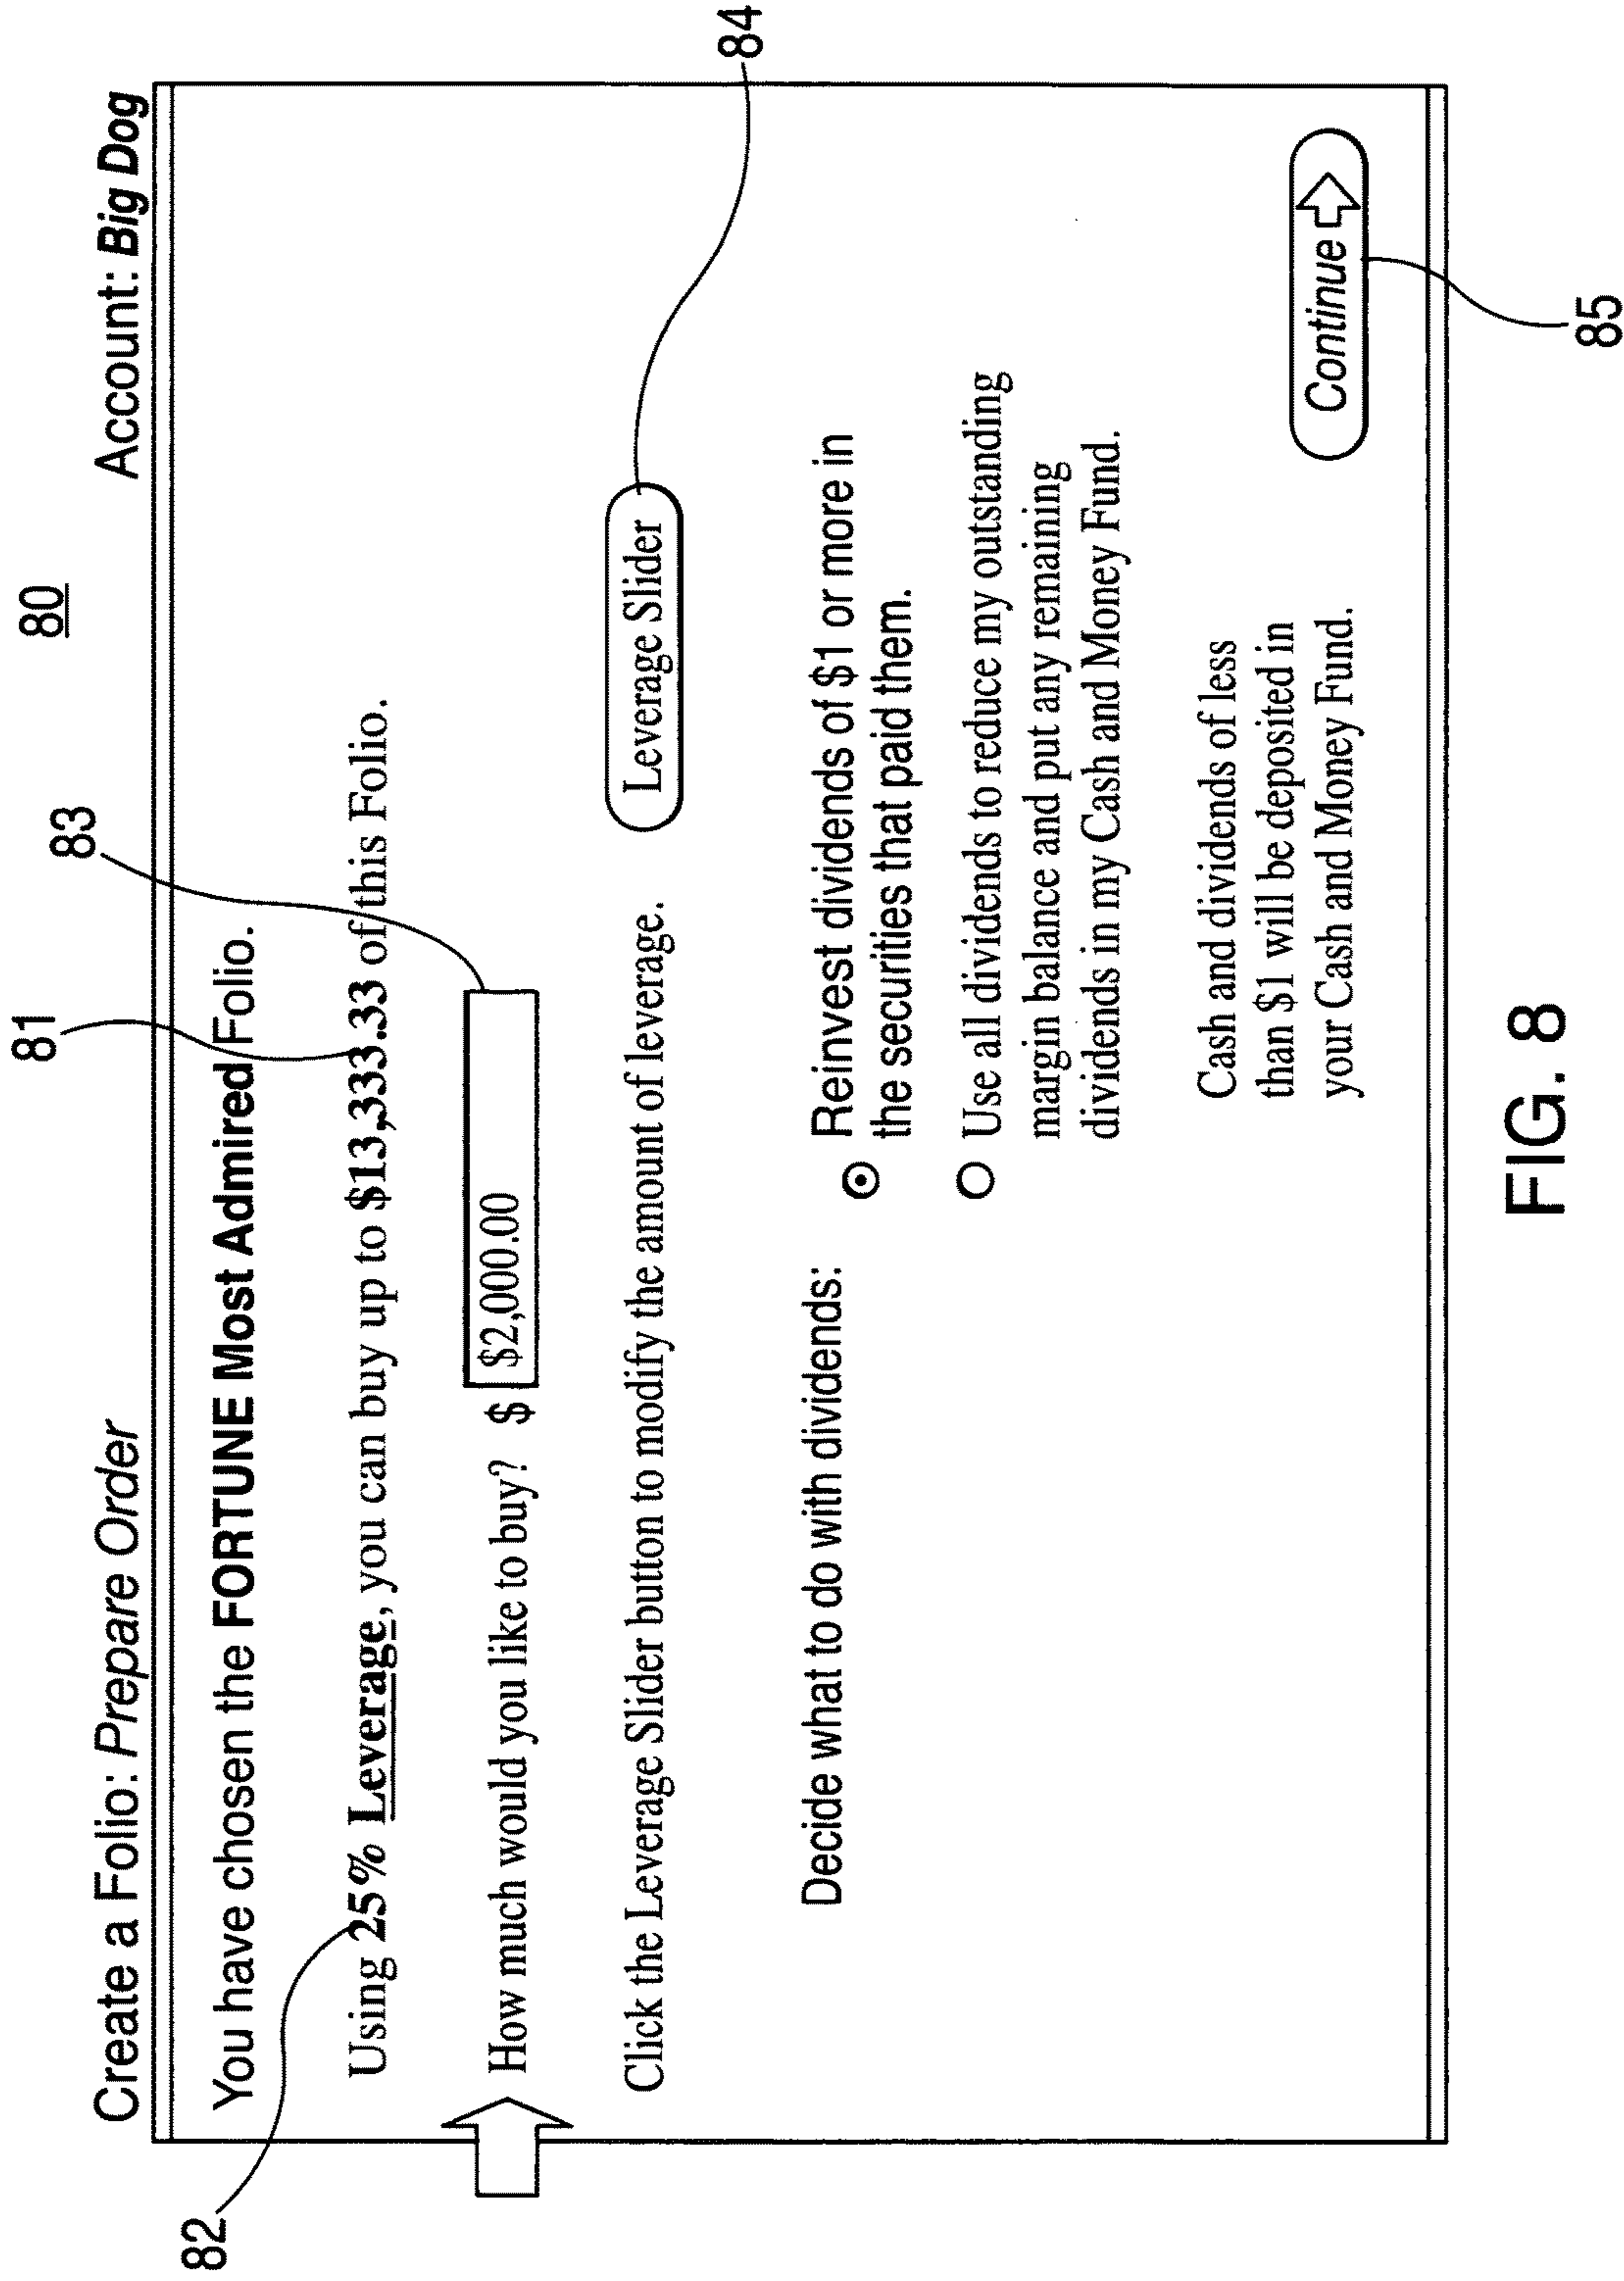 80
Create a Folio: Prepare Order
Account: Big Dog
You have chosen the FORTUNE Most Admired Folio.
81
82
Using 25% Leverage, you can buy up to $13,333.33 of this Folio.
83
How much would you like to buy? $ $2,000.00
Click the Leverage Slider button to modify the amount of leverage.
Leverage Slider
84
Decide what to do with dividends:
Reinvest dividends of $1 or more in
the securities that paid them.
Use all dividends to reduce my outstanding
margin balance and put any remaining
dividends in my Cash and Money Fund.
Cash and dividends of less
than $1 will be deposited in
your Cash and Money Fund.
Continue
85
FIG. 8